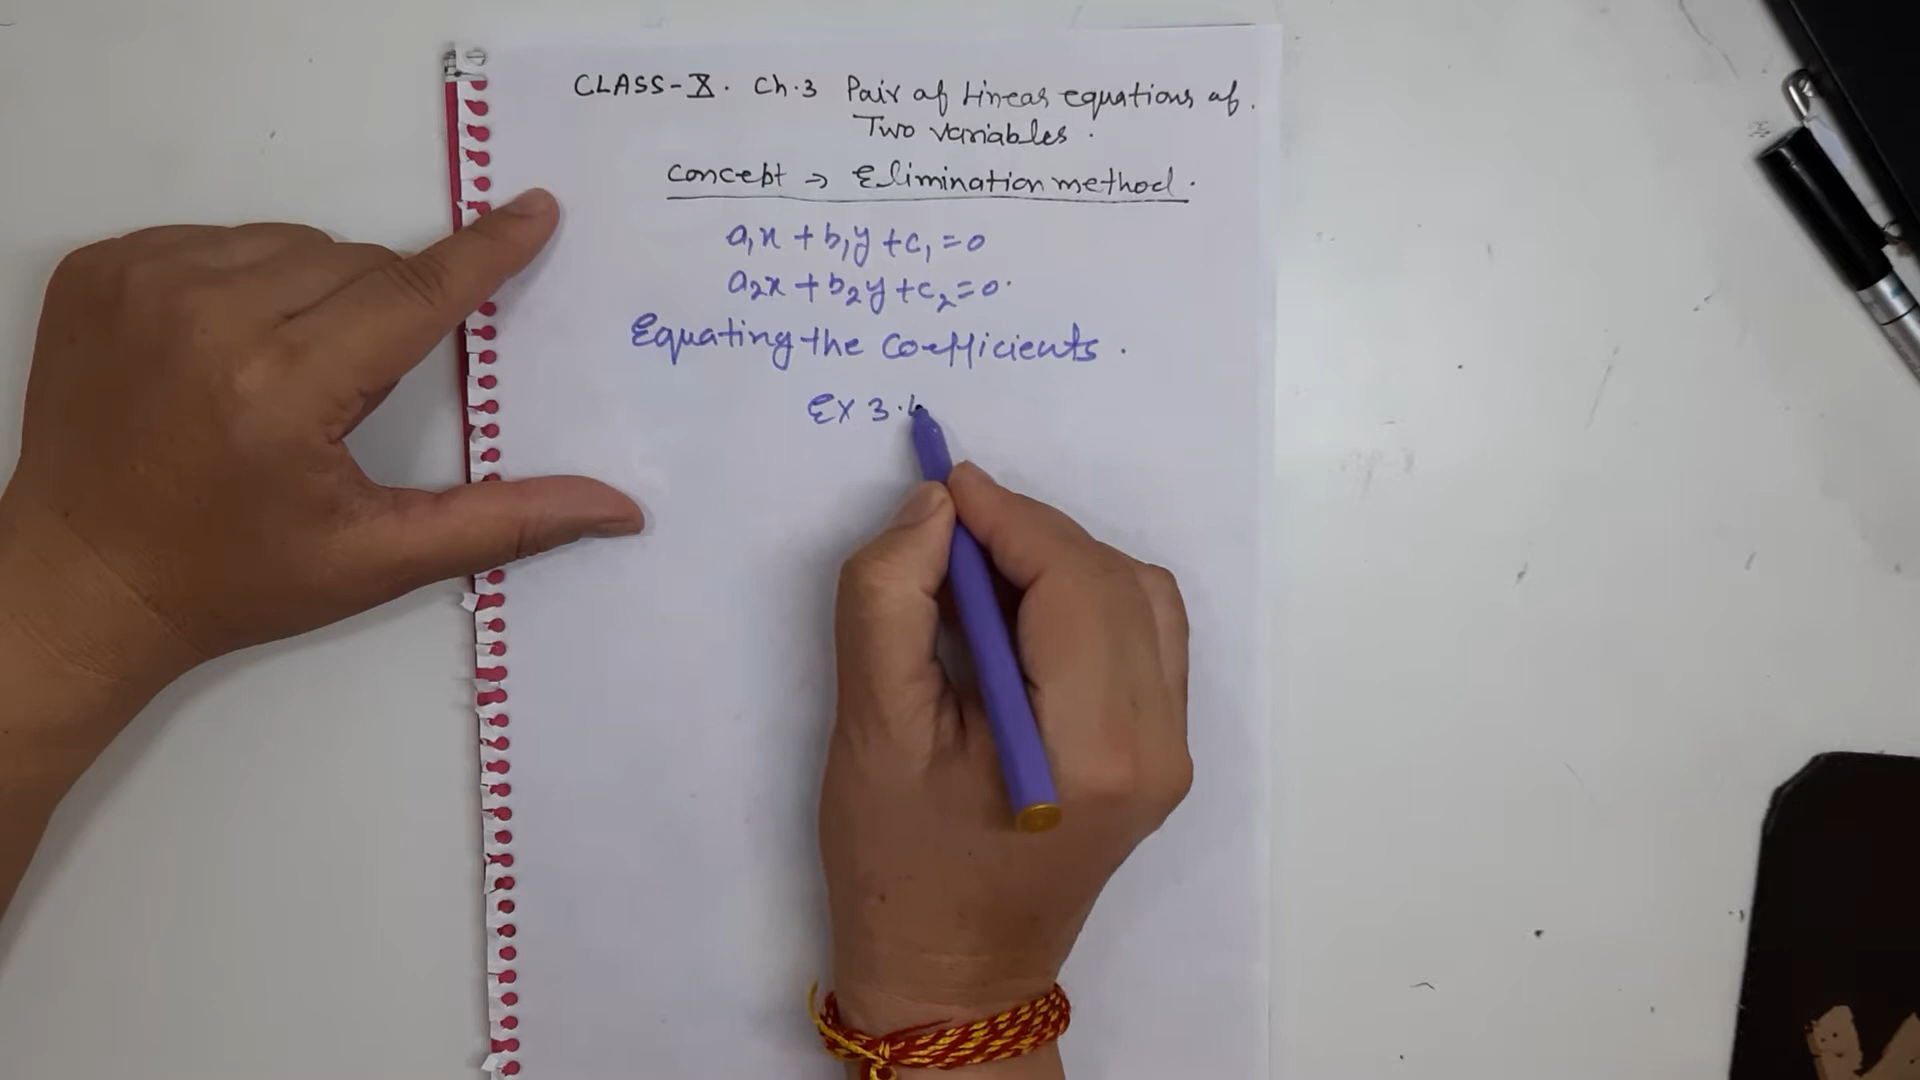 CLASS-X. Ch.3 Pair of Linear equations of.
Two variables.
Concept → Elimination method.
a₁x + b₁y + c₁ = 0
a₂x + b₂y + c₂ = 0.
Equating the Coefficients.
EX 3.4